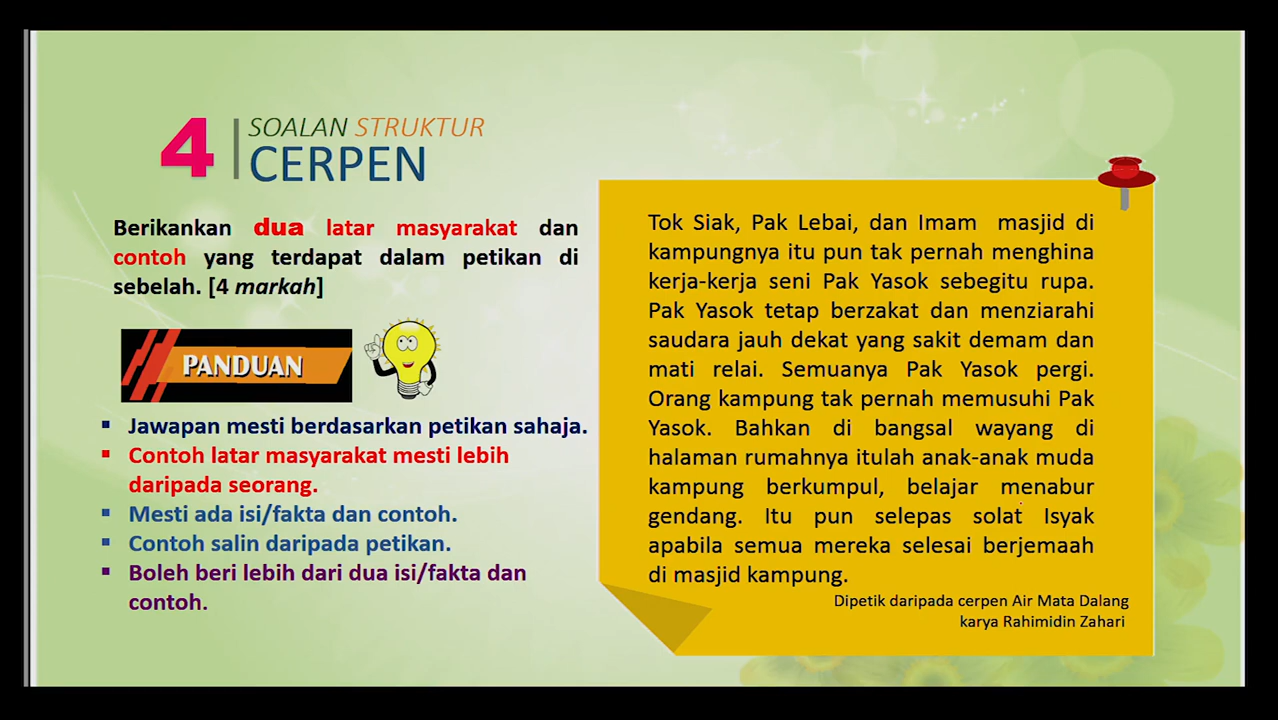 4
SOALAN STRUKTUR
CERPEN
Berikankan dua latar masyarakat dan
contoh yang terdapat dalam petikan di
sebelah. [4 markah]
PANDUAN
▪ Jawapan mesti berdasarkan petikan sahaja.
▪ Contoh latar masyarakat mesti lebih
daripada seorang.
▪ Mesti ada isi/fakta dan contoh.
▪ Contoh salin daripada petikan.
▪ Boleh beri lebih dari dua isi/fakta dan
contoh.
Tok Siak, Pak Lebai, dan Imam masjid di
kampungnya itu pun tak pernah menghina
kerja-kerja seni Pak Yasok sebegitu rupa.
Pak Yasok tetap berzakat dan menziarahi
saudara jauh dekat yang sakit demam dan
mati relai. Semuanya Pak Yasok pergi.
Orang kampung tak pernah memusuhi Pak
Yasok. Bahkan di bangsal wayang di
halaman rumahnya itulah anak-anak muda
kampung berkumpul, belajar menabur
gendang. Itu pun selepas solat Isyak
apabila semua mereka selesai berjemaah
di masjid kampung.
Dipetik daripada cerpen Air Mata Dalang
karya Rahimidin Zahari